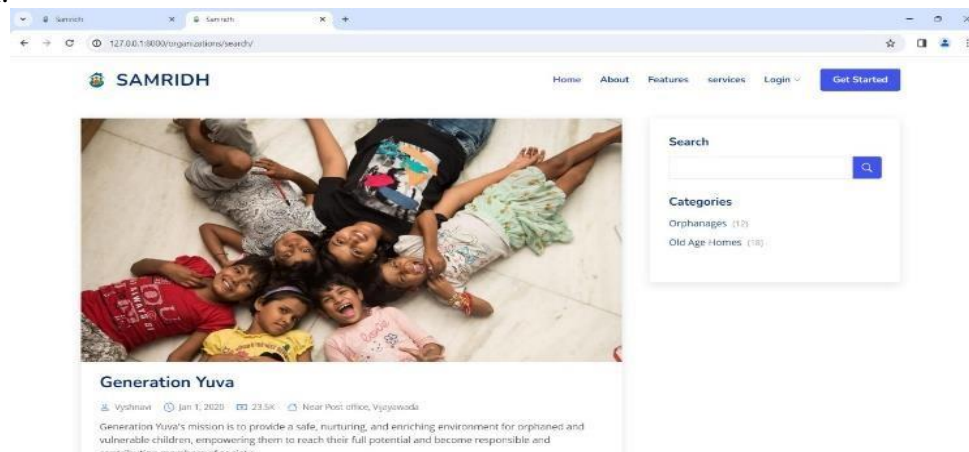 Samridh
Samridh
127.0.0.1:8000/organizations/search/
SAMRIDH
Home About Features services Login Get Started
Search
Categories
Orphanages (12)
Old Age Homes (18)
Generation Yuva
Vyshnavi Jan 1, 2020 23.5K Near Post office, Vijayawada
Generation Yuva's mission is to provide a safe, nurturing, and enriching environment for orphaned and
vulnerable children, empowering them to reach their full potential and become responsible and